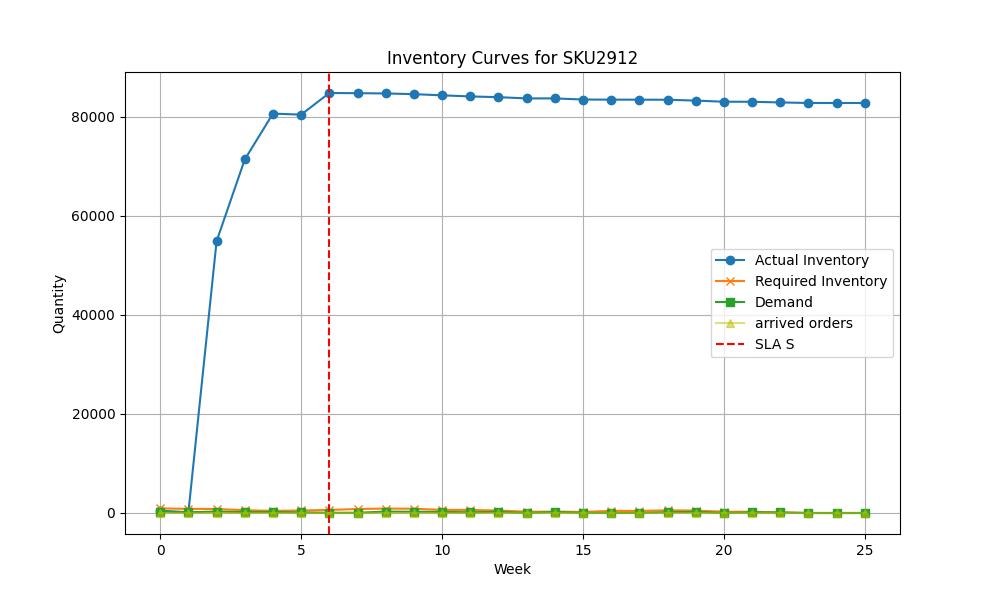 Inventory Curves for SKU2912
Quantity
80000
60000
40000
20000
0
Actual Inventory
Required Inventory
Demand
arrived orders
SLA S
0 5 10 15 20 25
Week